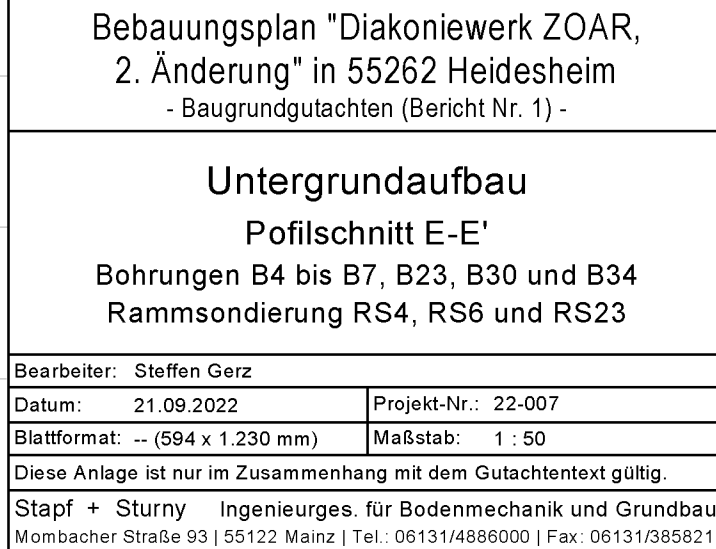 Bebauungsplan "Diakoniewerk ZOAR,
2. Änderung" in 55262 Heidesheim
- Baugrundgutachten (Bericht Nr. 1) -
Untergrundaufbau
Pofilschnitt E-E'
Bohrungen B4 bis B7, B23, B30 und B34
Rammsondierung RS4, RS6 und RS23
Bearbeiter: Steffen Gerz
Datum: 21.09.2022 Projekt-Nr.: 22-007
Blattformat: -- (594 x 1.230 mm) Maßstab: 1 : 50
Diese Anlage ist nur im Zusammenhang mit dem Gutachtentext gültig.
Stapf + Sturny Ingenieurges. für Bodenmechanik und Grundbau
Mombacher Straße 93 | 55122 Mainz | Tel.: 06131/4886000 | Fax: 06131/385821